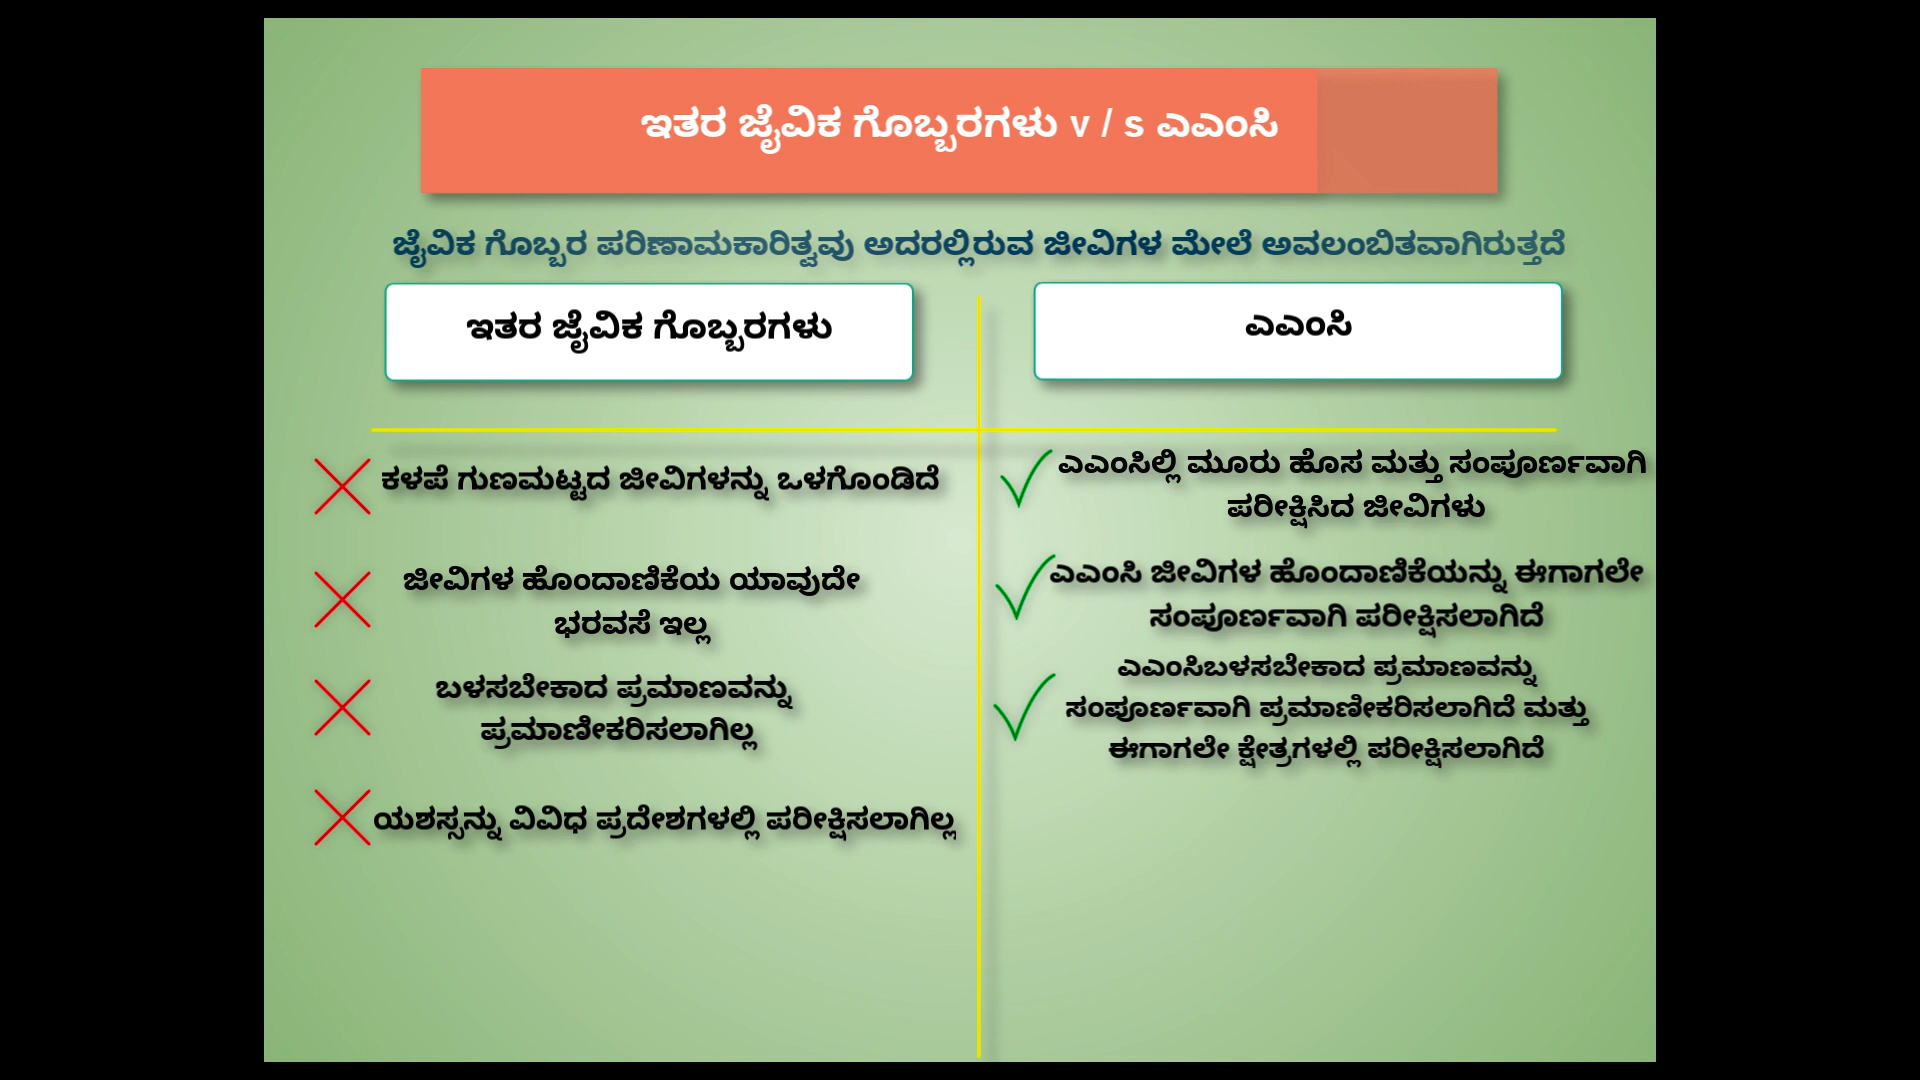 ಇತರ ಜೈವಿಕ ಗೊಬ್ಬರಗಳು v / s ಎಎಂಸಿ
ಜೈವಿಕ ಗೊಬ್ಬರ ಪರಿಣಾಮಕಾರಿತ್ವವು ಅದರಲ್ಲಿರುವ ಜೀವಿಗಳ ಮೇಲೆ ಅವಲಂಬಿತವಾಗಿರುತ್ತದೆ
ಇತರ ಜೈವಿಕ ಗೊಬ್ಬರಗಳು
ಕಳಪೆ ಗುಣಮಟ್ಟದ ಜೀವಿಗಳನ್ನು ಒಳಗೊಂಡಿದೆ
ಜೀವಿಗಳ ಹೊಂದಾಣಿಕೆಯ ಯಾವುದೇ
ಭರವಸೆ ಇಲ್ಲ
ಬಳಸಬೇಕಾದ ಪ್ರಮಾಣವನ್ನು
ಪ್ರಮಾಣೀಕರಿಸಲಾಗಿಲ್ಲ
ಯಶಸ್ಸನ್ನು ವಿವಿಧ ಪ್ರದೇಶಗಳಲ್ಲಿ ಪರೀಕ್ಷಿಸಲಾಗಿಲ್ಲ
ಎಎಂಸಿ
ಎಎಂಸಿಲ್ಲಿ ಮೂರು ಹೊಸ ಮತ್ತು ಸಂಪೂರ್ಣವಾಗಿ
ಪರೀಕ್ಷಿಸಿದ ಜೀವಿಗಳು
ಎಎಂಸಿ ಜೀವಿಗಳ ಹೊಂದಾಣಿಕೆಯನ್ನು ಈಗಾಗಲೇ
ಸಂಪೂರ್ಣವಾಗಿ ಪರೀಕ್ಷಿಸಲಾಗಿದೆ
ಎಎಂಸಿಬಳಸಬೇಕಾದ ಪ್ರಮಾಣವನ್ನು
ಸಂಪೂರ್ಣವಾಗಿ ಪ್ರಮಾಣೀಕರಿಸಲಾಗಿದೆ ಮತ್ತು
ಈಗಾಗಲೇ ಕ್ಷೇತ್ರಗಳಲ್ಲಿ ಪರೀಕ್ಷಿಸಲಾಗಿದೆ